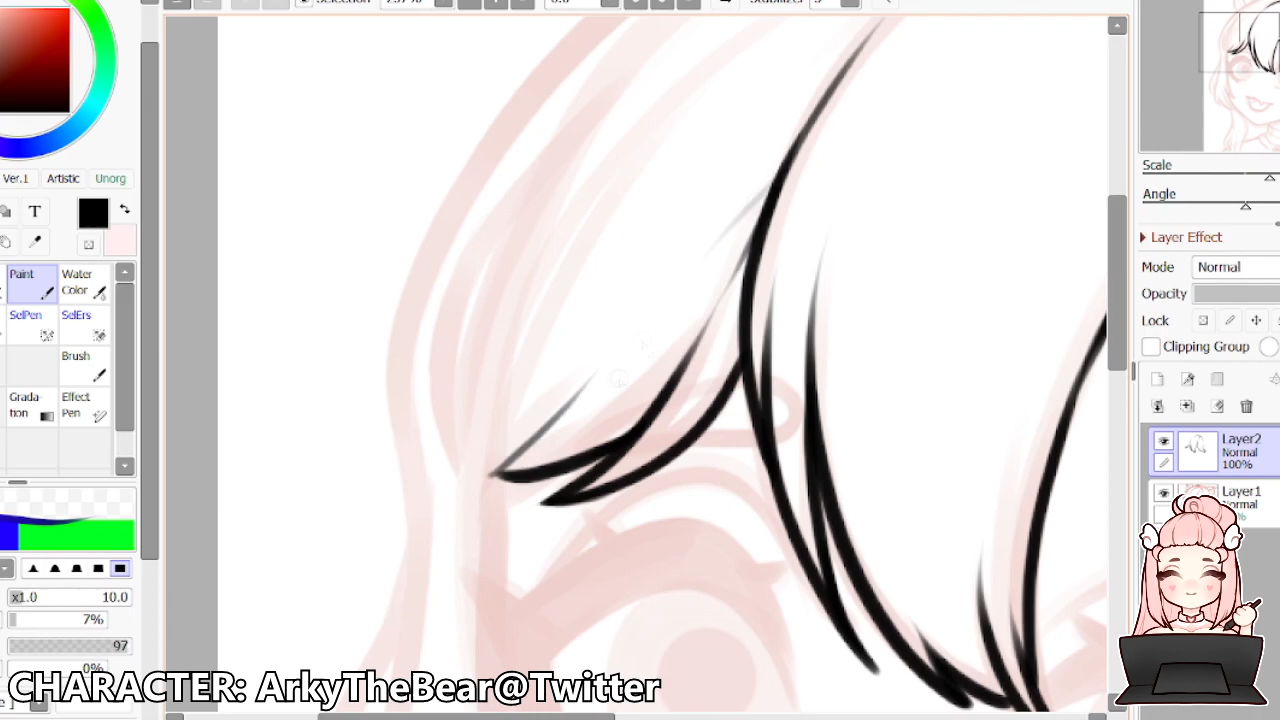 Ver.1 Artistic Unorg
T
Paint
Water Color
SelPen
SelErs
Brush
Grada-
tion
Effect
Pen
x1.0 10.0
7%
97
0%
Scale
Angle
Layer Effect
Mode Normal
Opacity
Lock
Clipping Group
Layer2
Normal
100%
Layer1
Normal
CHARACTER: ArkyTheBear@Twitter